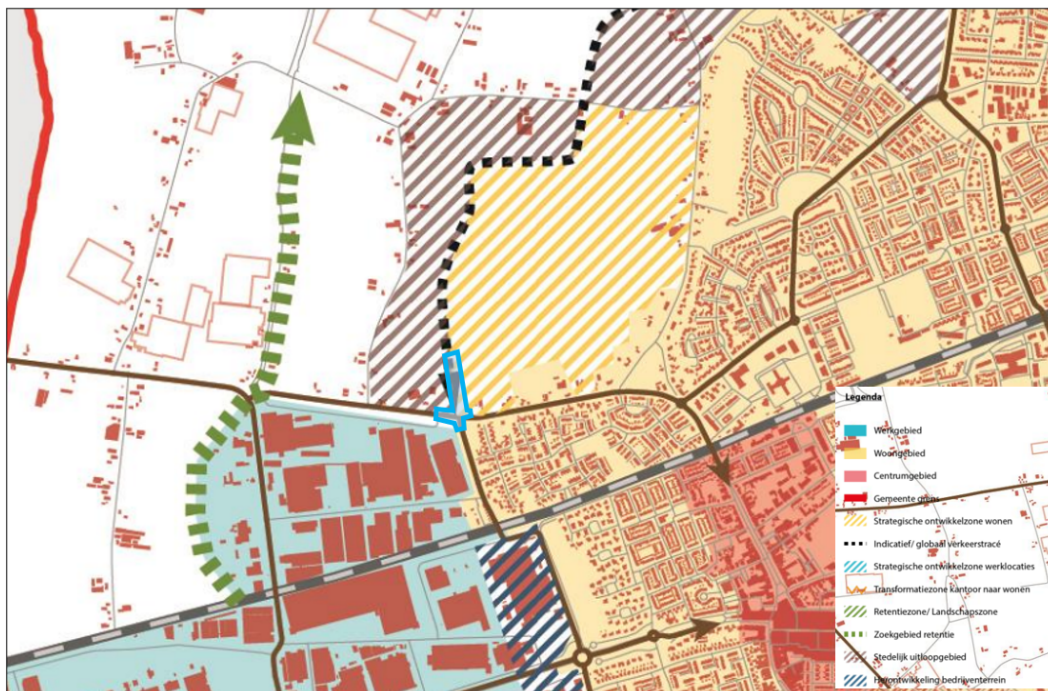 Legenda
Werkgebied
Woongebied
Centrumgebied
Gemeente grens
Strategische ontwikkelzone wonen
Indicatief/ globaal verkeerstracé
Strategische ontwikkelzone werklocaties
Transformatiezone kantoor naar wonen
Retentiezone/ Landschapszone
Zoekgebied retentie
Stedelijk uitloopgebied
Herontwikkeling bedrijventerrein